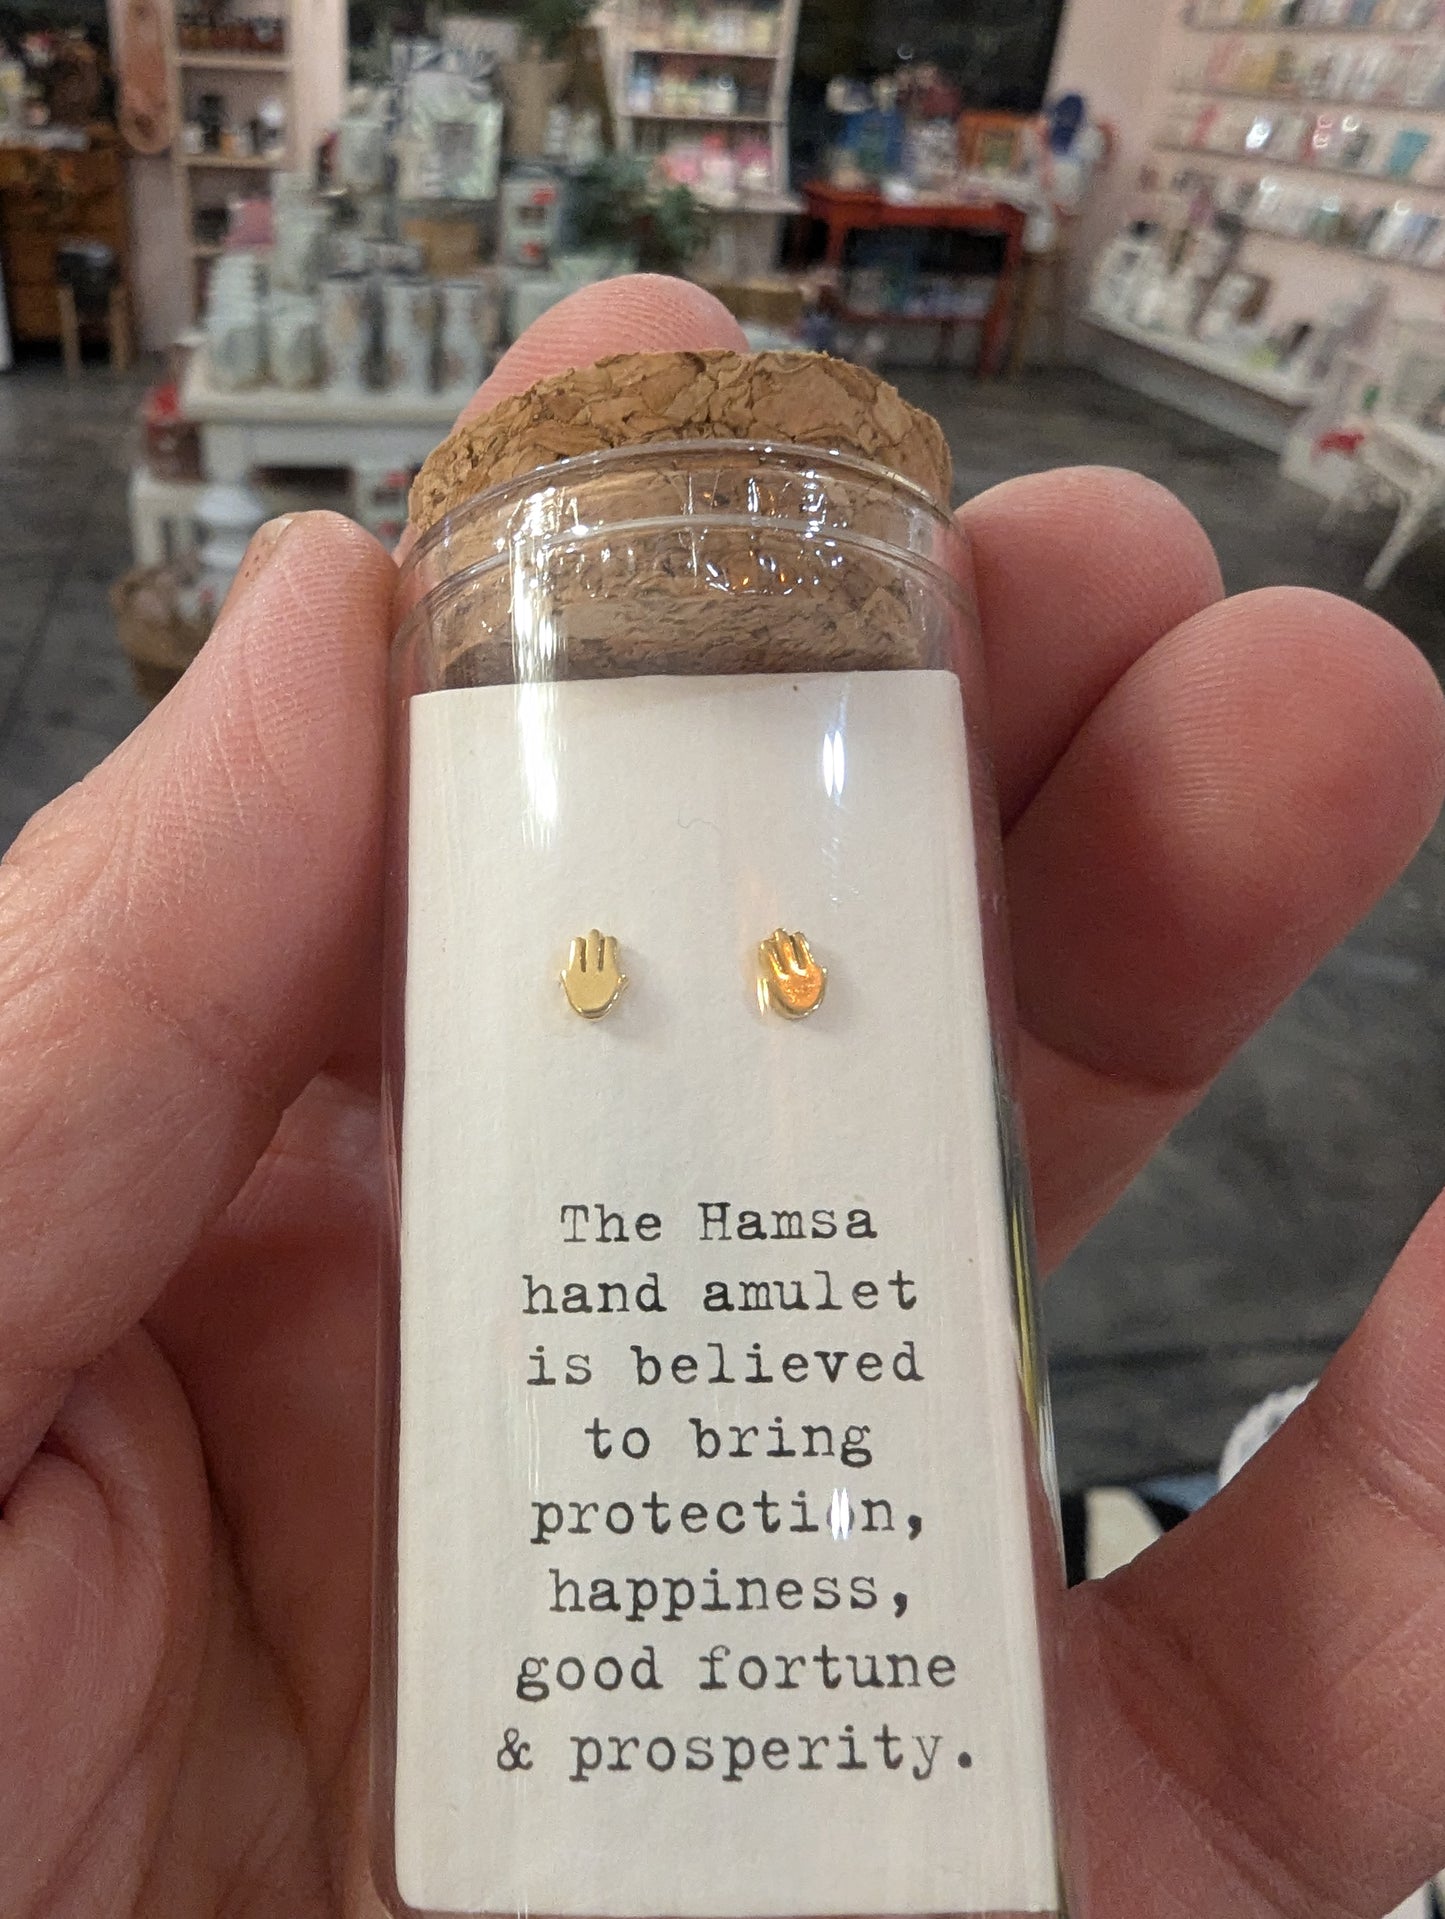 The Hamsa
hand amulet
is believed
to bring
protection,
happiness,
good fortune
& prosperity.